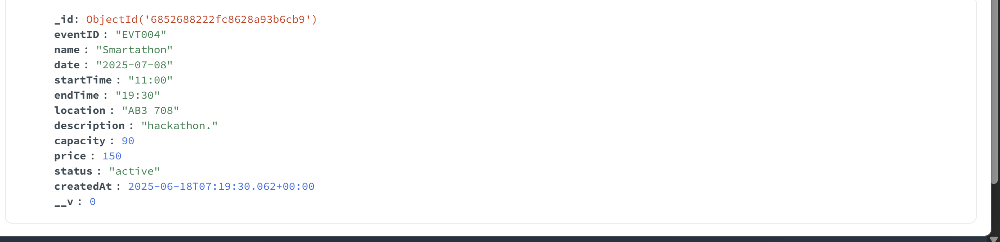 _id: ObjectId('6852688222fc8628a93b6cb9')
eventID : "EVT004"
name : "Smartathon"
date : "2025-07-08"
startTime : "11:00"
endTime : "19:30"
location : "AB3 708"
description : "hackathon."
capacity : 90
price : 150
status : "active"
createdAt : 2025-06-18T07:19:30.062+00:00
__v : 0